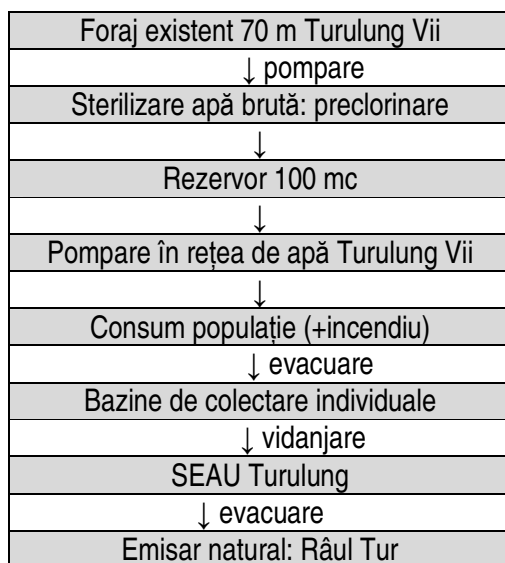 Foraj existent 70 m Turulung Vii
↓ pompare
Sterilizare apă brută: preclorinare
↓
Rezervor 100 mc
↓
Pompare în rețea de apă Turulung Vii
↓
Consum populație (+incendiu)
↓ evacuare
Bazine de colectare individuale
↓ vidanjare
SEAU Turulung
↓ evacuare
Emisar natural: Râul Tur